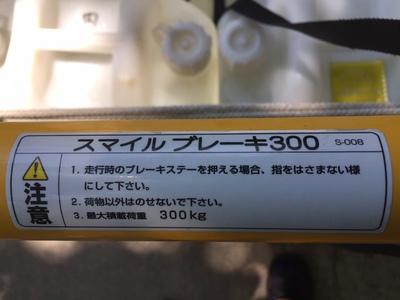 スマイル ブレーキ300 S-008
注意
1. 走行時のブレーキステーを押える場合、指をはさまない様
にして下さい。
2. 荷物以外はのせないで下さい。
3. 最大積載荷重 300kg